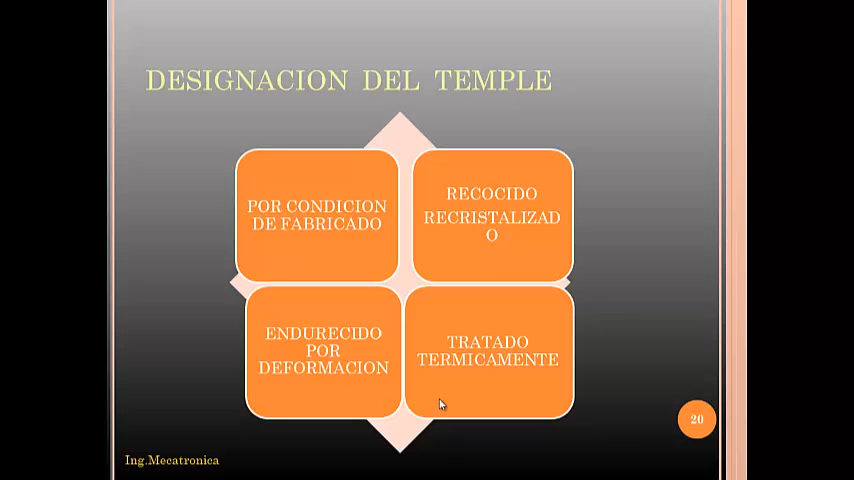 DESIGNACION DEL TEMPLE
POR CONDICION
DE FABRICADO
RECOCIDO
RECRISTALIZAD
O
ENDURECIDO
POR
DEFORMACION
TRATADO
TERMICAMENTE
20
Ing.Mecatronica